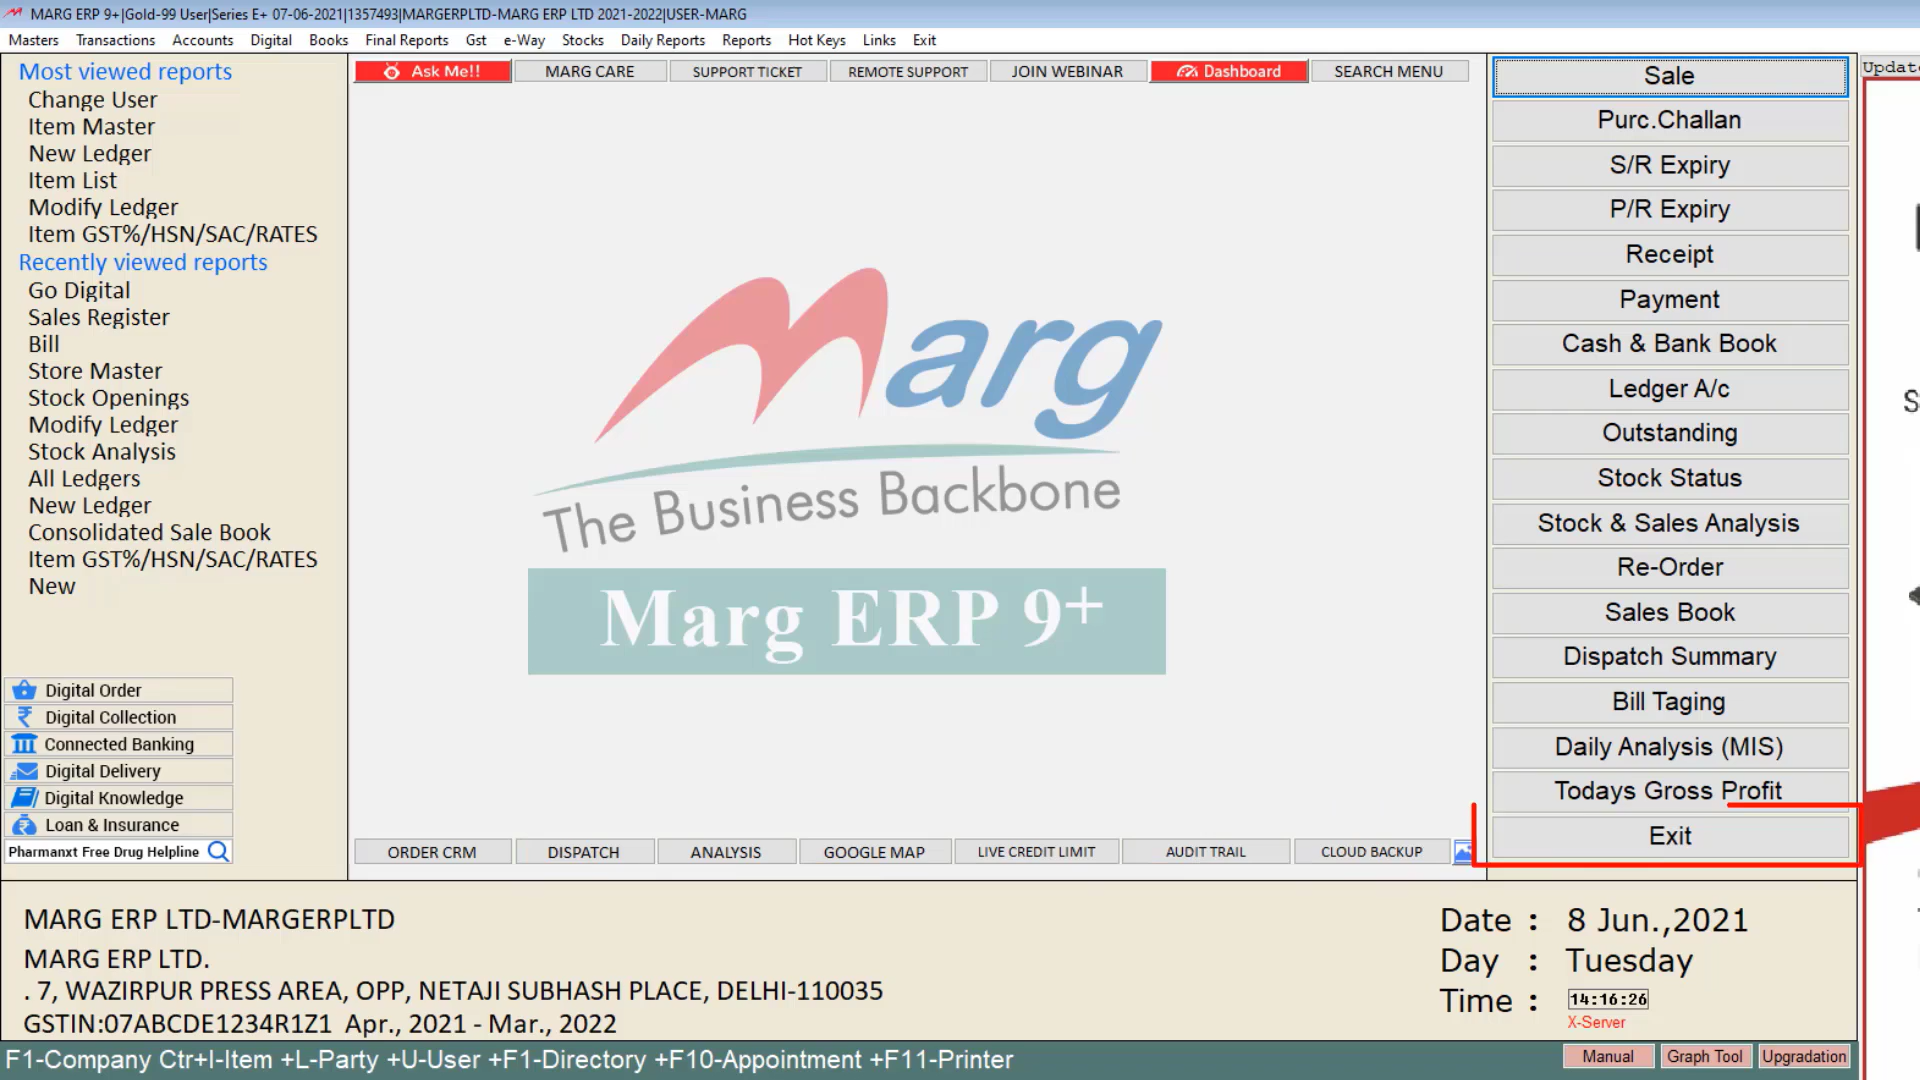 MARG ERP 9+|Gold-99 User|Series E+ 07-06-2021|1357493|MARGERPLTD-MARG ERP LTD 2021-2022|USER-MARG
Masters Transactions Accounts Digital Books Final Reports Gst e-Way Stocks Daily Reports Reports Hot Keys Links Exit
Most viewed reports
Change User
Item Master
New Ledger
Item List
Modify Ledger
Item GST%/HSN/SAC/RATES
Recently viewed reports
Go Digital
Sales Register
Bill
Store Master
Stock Openings
Modify Ledger
Stock Analysis
All Ledgers
New Ledger
Consolidated Sale Book
Item GST%/HSN/SAC/RATES
New
Digital Order
Digital Collection
Connected Banking
Digital Delivery
Digital Knowledge
Loan & Insurance
Pharmanxt Free Drug Helpline
Ask Me!! MARG CARE SUPPORT TICKET REMOTE SUPPORT JOIN WEBINAR Dashboard SEARCH MENU
Marg
The Business Backbone
Marg ERP 9+
ORDER CRM DISPATCH ANALYSIS GOOGLE MAP LIVE CREDIT LIMIT AUDIT TRAIL CLOUD BACKUP
Sale
Purc.Challan
S/R Expiry
P/R Expiry
Receipt
Payment
Cash & Bank Book
Ledger A/c
Outstanding
Stock Status
Stock & Sales Analysis
Re-Order
Sales Book
Dispatch Summary
Bill Taging
Daily Analysis (MIS)
Todays Gross Profit
Exit
MARG ERP LTD-MARGERPLTD
MARG ERP LTD.
. 7, WAZIRPUR PRESS AREA, OPP, NETAJI SUBHASH PLACE, DELHI-110035
GSTIN:07ABCDE1234R1Z1 Apr., 2021 - Mar., 2022
Date : 8 Jun.,2021
Day : Tuesday
Time : 14:16:26
X-Server
F1-Company Ctr+I-Item +L-Party +U-User +F1-Directory +F10-Appointment +F11-Printer
Manual Graph Tool Upgradation